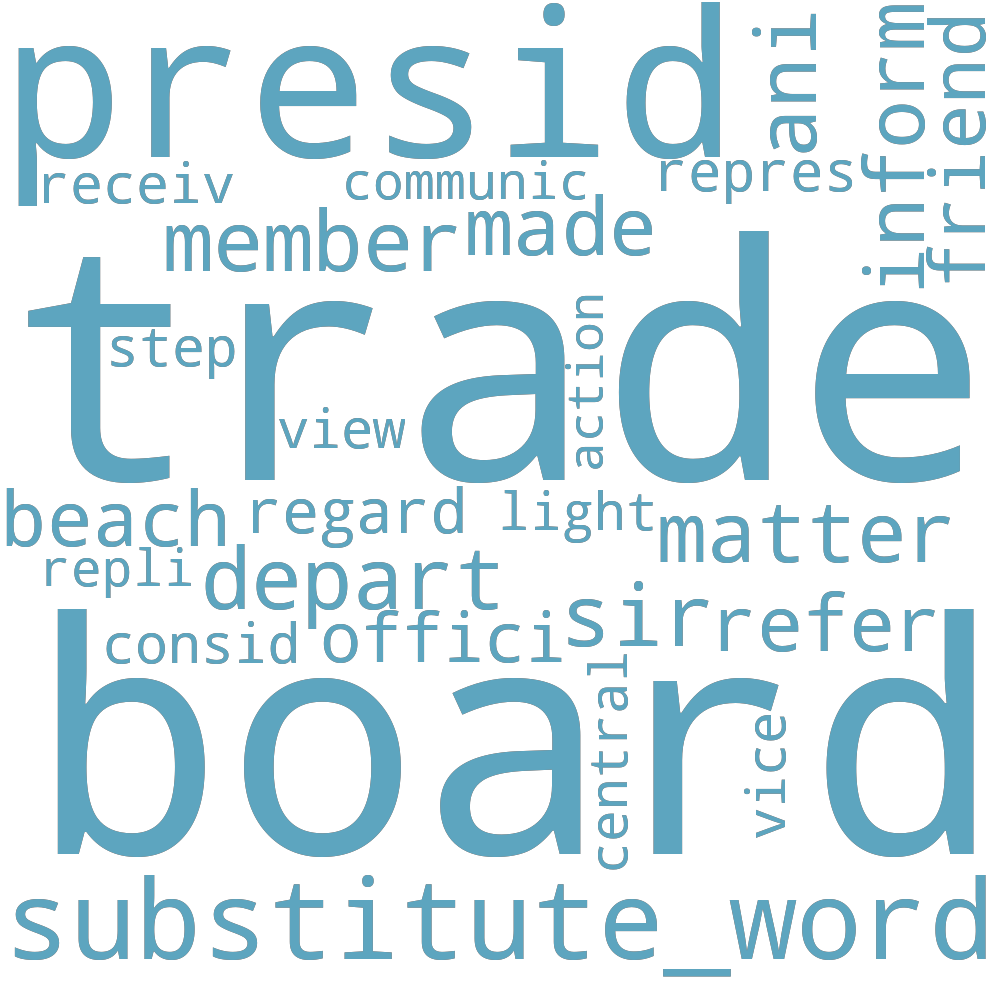 presid
ani
inform
friend
receiv
communic
repres
member
made
trade
step
action
view
beach
regard
light
matter
repli
depart
sir
refer
consid
offici
board
central
vice
substitute_word